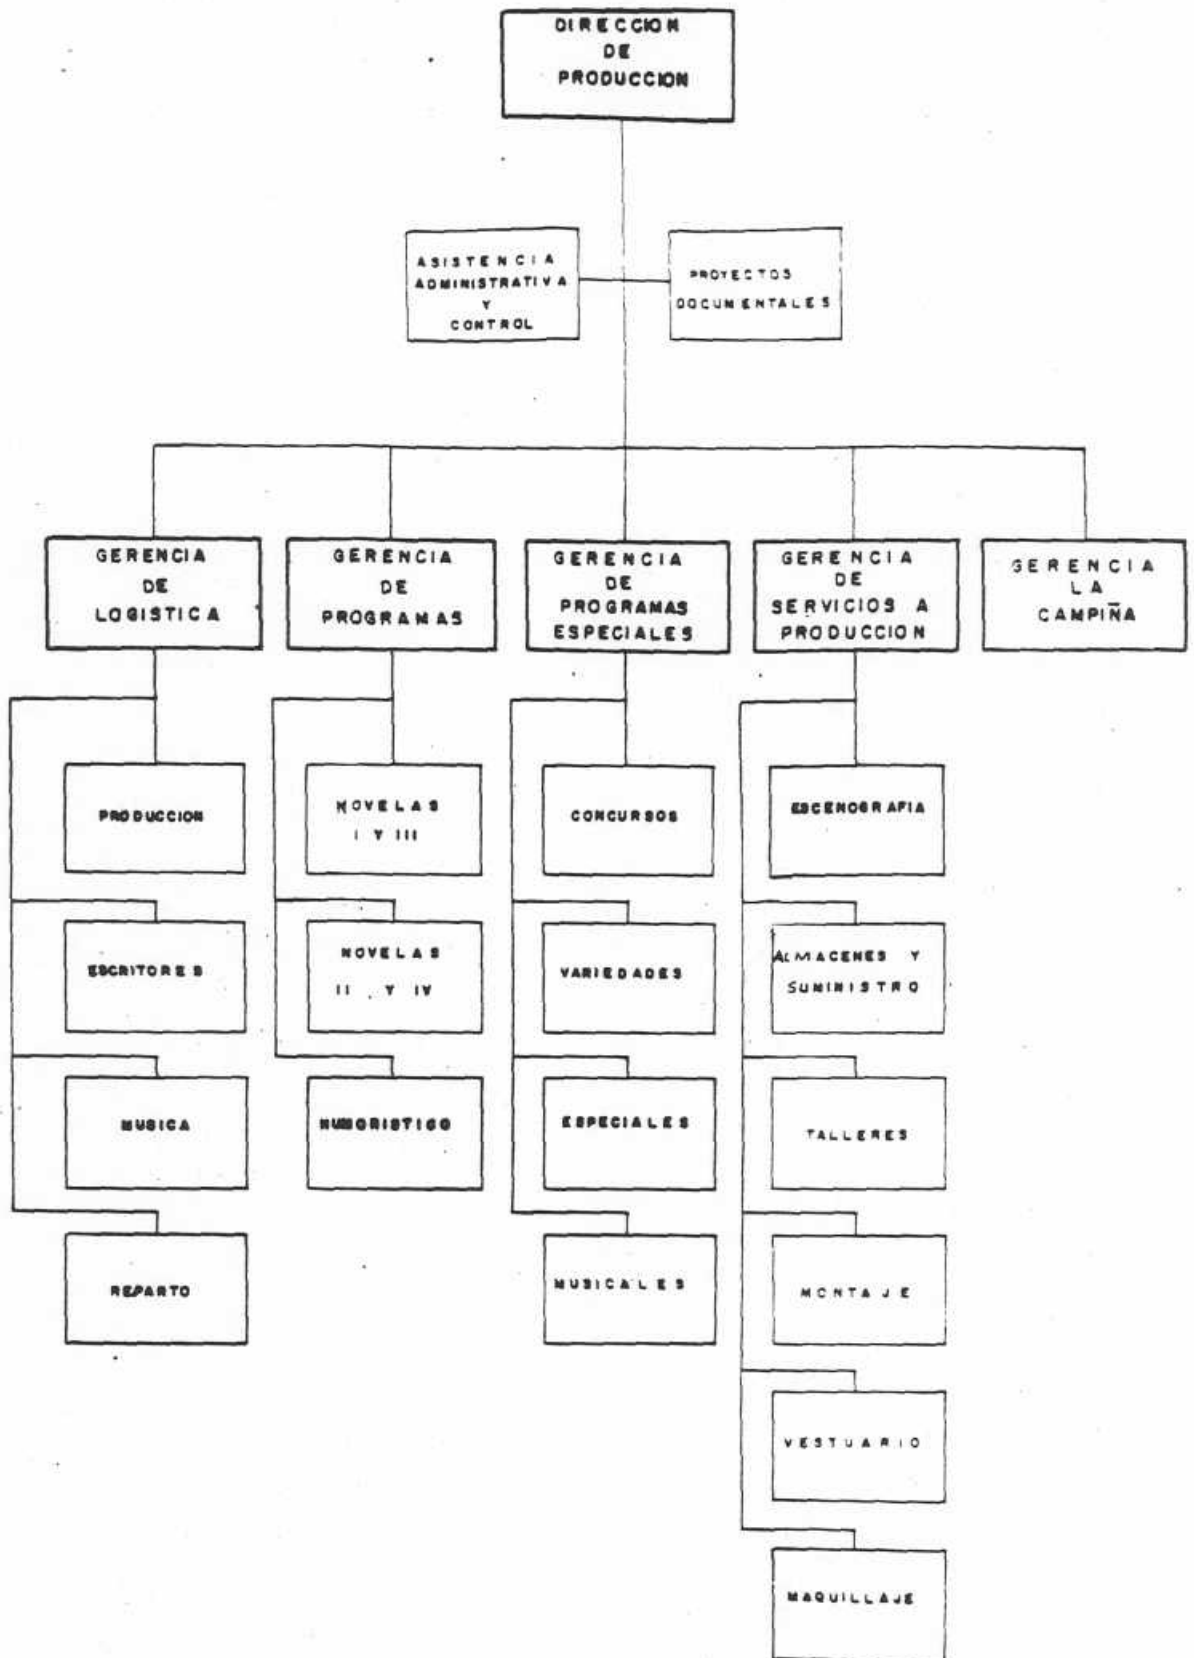 DIRECCION
DE
PRODUCCION
ASISTENCIA
ADMINISTRATIVA
Y
CONTROL
PROYECTOS
DOCUMENTALES
GERENCIA
DE
LOGISTICA
GERENCIA
DE
PROGRAMAS
GERENCIA
DE
PROGRAMAS
ESPECIALES
GERENCIA
DE
SERVICIOS A
PRODUCCION
GERENCIA
LA
CAMPIÑA
PRODUCCION
NOVELAS
I Y III
CONCURSOS
ESCENOGRAFIA
ESCRITORES
NOVELAS
II . Y IV
VARIEDADES
ALMACENES Y
SUMINISTRO
MUSICA
HUMORISTICO
ESPECIALES
TALLERES
REPARTO
MUSICALES
MONTAJE
VESTUARIO
MAQUILLAJE